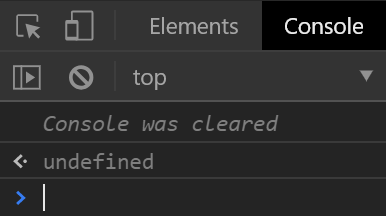 Elements Console
top
Console was cleared
undefined